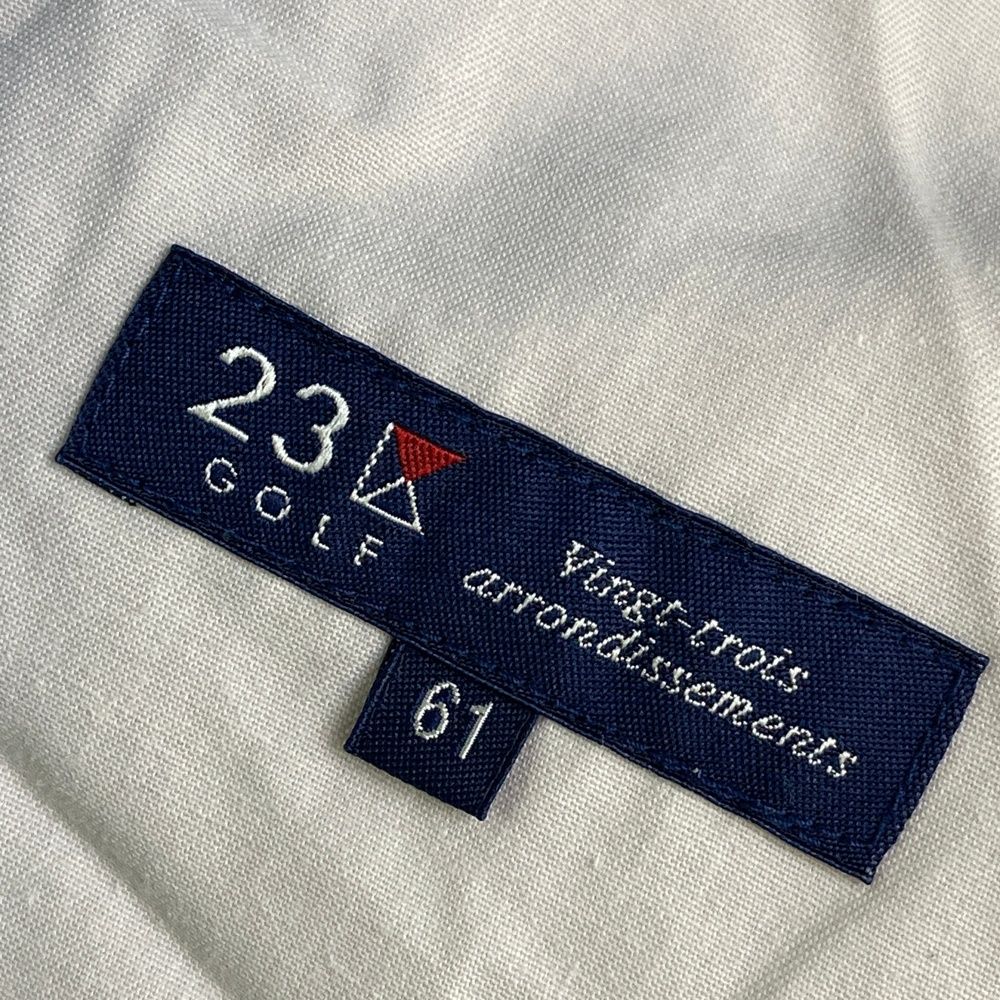 23
GOLF
Vingt-trois
arrondissements
61